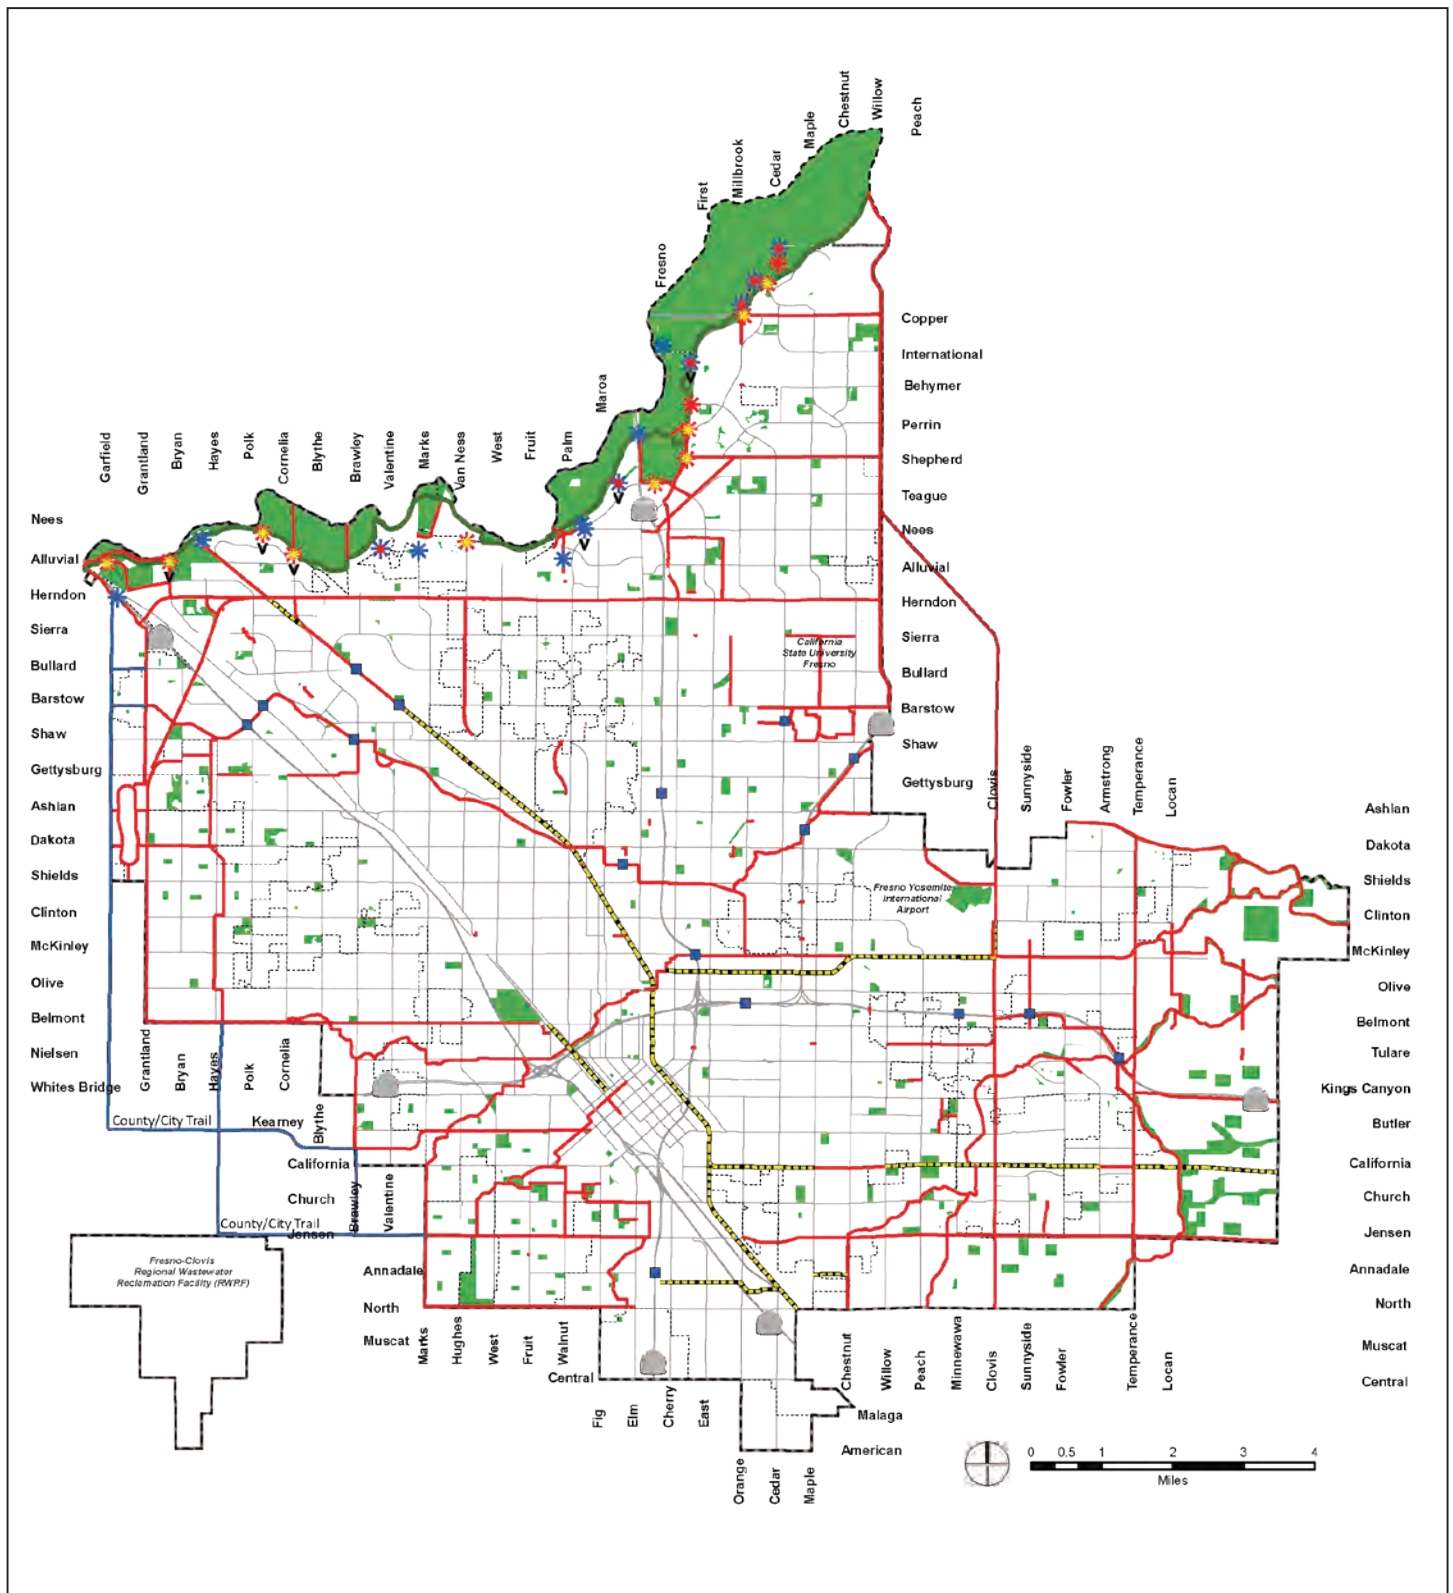 Chestnut
Willow
Peach
Maple
Cedar
Millbrook
First
Fresno
Maroa
Palm
Fruit
West
Van Ness
Marks
Valentine
Brawley
Blythe
Cornelia
Polk
Hayes
Bryan
Grantland
Garfield
Copper
International
Behymer
Perrin
Shepherd
Teague
Nees
Alluvial
Herndon
Sierra
Bullard
Barstow
Shaw
Gettysburg
Nees
Alluvial
Herndon
Sierra
Bullard
Barstow
Shaw
Gettysburg
Ashlan
Dakota
Shields
Clinton
McKinley
Olive
Belmont
Nielsen
Whites Bridge
California
State University
Fresno
Clovis
Sunnyside
Fowler
Armstrong
Temperance
Locan
Ashlan
Dakota
Shields
Clinton
McKinley
Olive
Belmont
Tulare
Kings Canyon
Butler
California
Church
Jensen
Annadale
North
Muscat
Central
Fresno Yosemite
International
Airport
Grantland
Bryan
Hayes
Polk
Cornelia
Blythe
County/City Trail
Kearney
California
Church
Brawley
Valentine
County/City Trail
Jensen
Fresno-Clovis
Regional Wastewater
Reclamation Facility (RWRF)
Annadale
North
Muscat
Marks
Hughes
West
Fruit
Walnut
Central
Fig
Elm
Cherry
East
Orange
Cedar
Maple
Chestnut
Willow
Peach
Minnewawa
Clovis
Sunnyside
Fowler
Temperance
Locan
Malaga
American
0 0.5 1 2 3 4
Miles